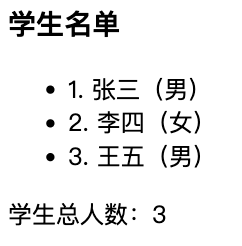 学生名单
• 1. 张三（男）
• 2. 李四（女）
• 3. 王五（男）
学生总人数：3